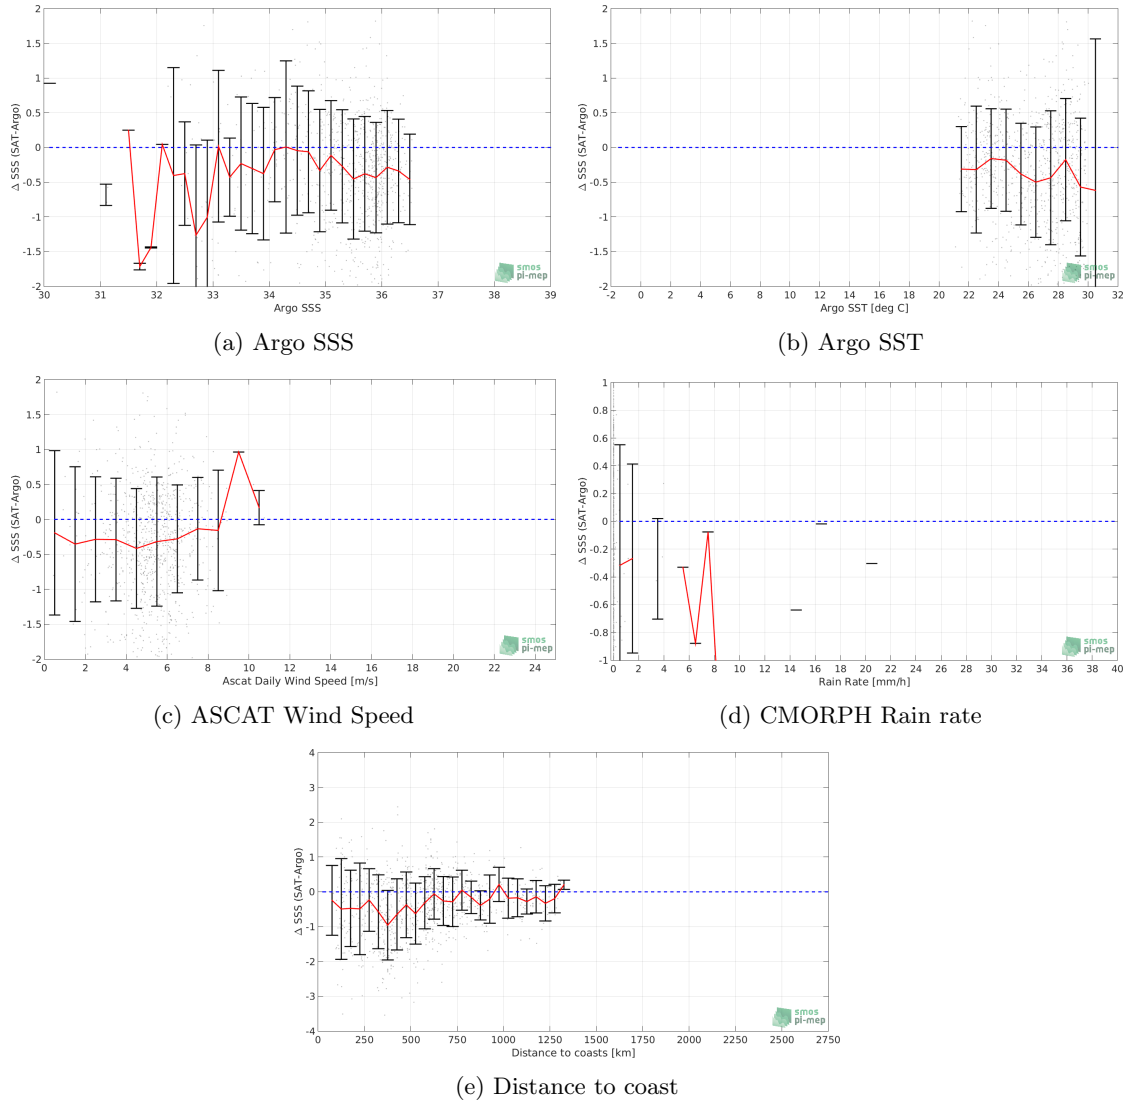 2
1.5
1
0.5
0
-0.5
-1
-1.5
-2
Δ SSS (SAT-Argo)
30 31 32 33 34 35 36 37 38 39
Argo SSS
smos
pi-mep
(a) Argo SSS
2
1.5
1
0.5
0
-0.5
-1
-1.5
-2
Δ SSS (SAT-Argo)
-2 0 2 4 6 8 10 12 14 16 18 20 22 24 26 28 30 32
Argo SST [deg C]
smos
pi-mep
(b) Argo SST
2
1.5
1
0.5
0
-0.5
-1
-1.5
-2
Δ SSS (SAT-Argo)
0 2 4 6 8 10 12 14 16 18 20 22 24
Ascat Daily Wind Speed [m/s]
smos
pi-mep
(c) ASCAT Wind Speed
1
0.8
0.6
0.4
0.2
0
-0.2
-0.4
-0.6
-0.8
-1
Δ SSS (SAT-Argo)
0 2 4 6 8 10 12 14 16 18 20 22 24 26 28 30 32 34 36 38 40
Rain Rate [mm/h]
smos
pi-mep
(d) CMORPH Rain rate
4
3
2
1
0
-1
-2
-3
-4
Δ SSS (SAT-Argo)
0 250 500 750 1000 1250 1500 1750 2000 2250 2500 2750
Distance to coasts [km]
smos
pi-mep
(e) Distance to coast